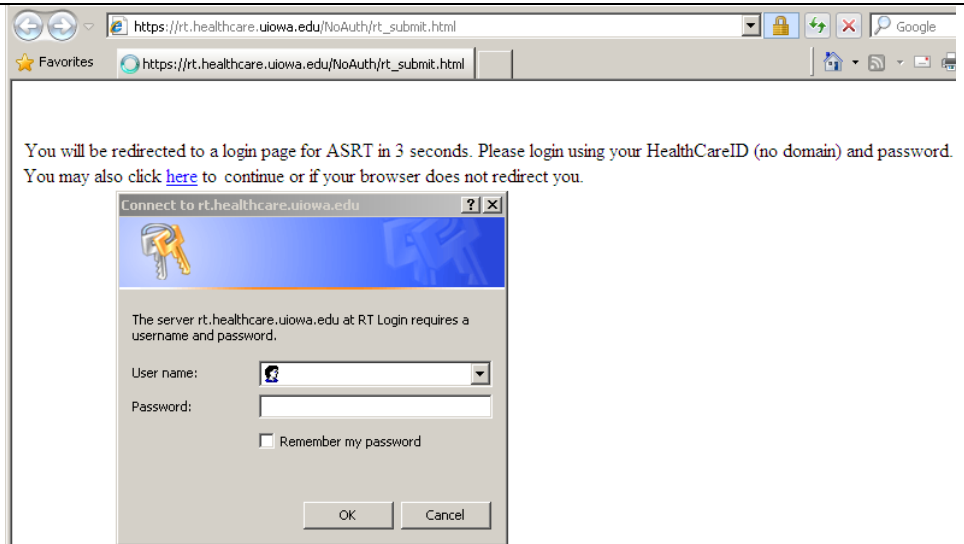 https://rt.healthcare.uiowa.edu/NoAuth/rt_submit.html
Google
Favorites
https://rt.healthcare.uiowa.edu/NoAuth/rt_submit.html
You will be redirected to a login page for ASRT in 3 seconds. Please login using your HealthCareID (no domain) and password.
You may also click here to continue or if your browser does not redirect you.
Connect to rt.healthcare.uiowa.edu
The server rt.healthcare.uiowa.edu at RT Login requires a
username and password.
User name:
Password:
Remember my password
OK Cancel